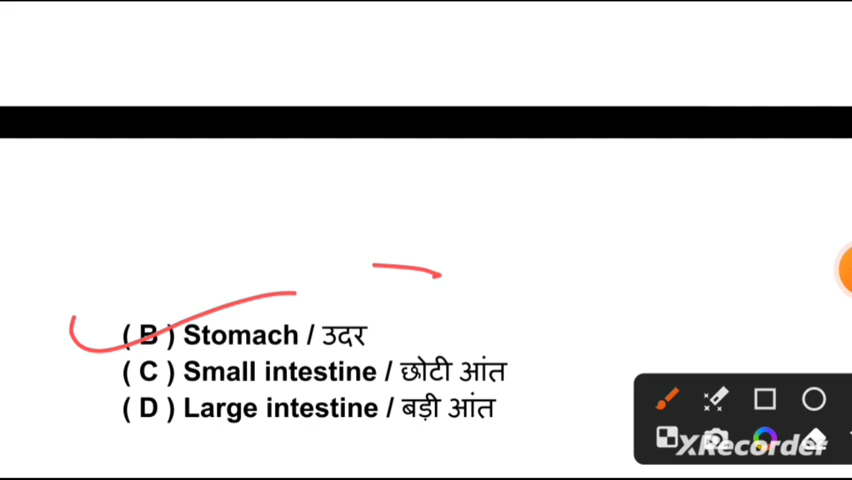 ( B ) Stomach / उदर
( C ) Small intestine / छोटी आंत
( D ) Large intestine / बड़ी आंत
XRecorder